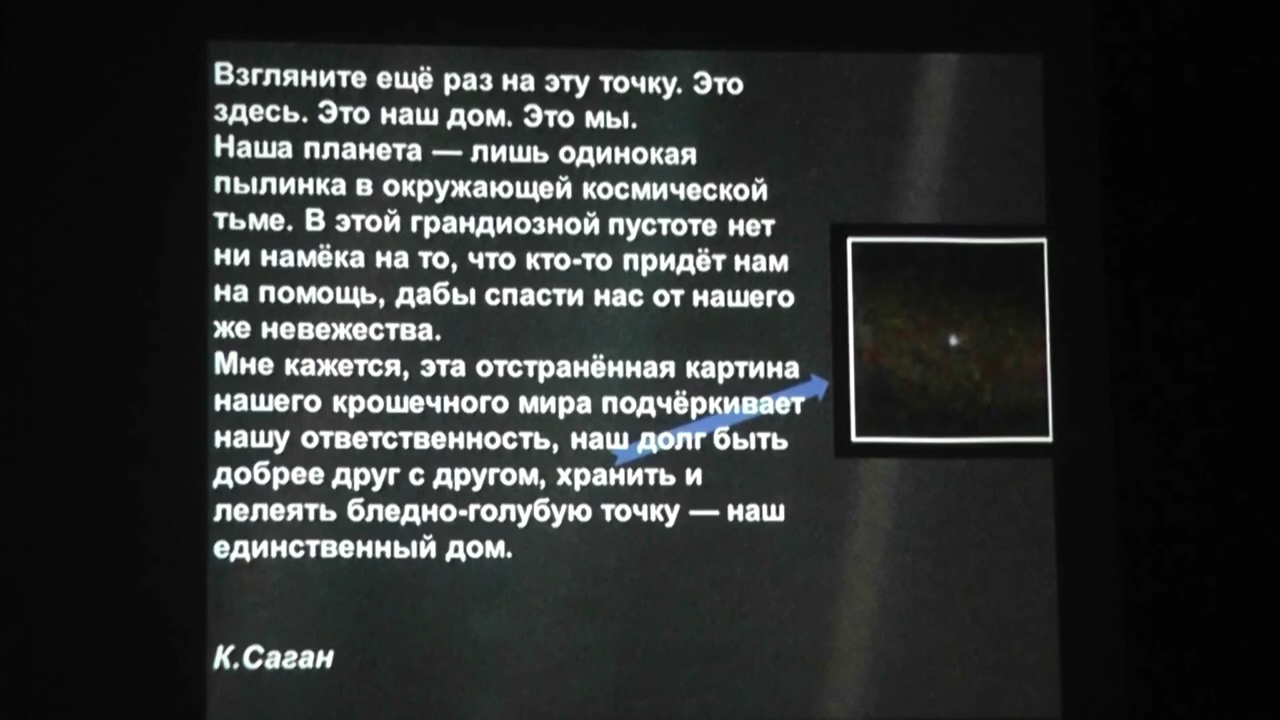 Взгляните ещё раз на эту точку. Это
здесь. Это наш дом. Это мы.
Наша планета — лишь одинокая
пылинка в окружающей космической
тьме. В этой грандиозной пустоте нет
ни намёка на то, что кто-то придёт нам
на помощь, дабы спасти нас от нашего
же невежества.
Мне кажется, эта отстранённая картина
нашего крошечного мира подчёркивает
нашу ответственность, наш долг быть
добрее друг с другом, хранить и
лелеять бледно-голубую точку — наш
единственный дом.
К.Саган